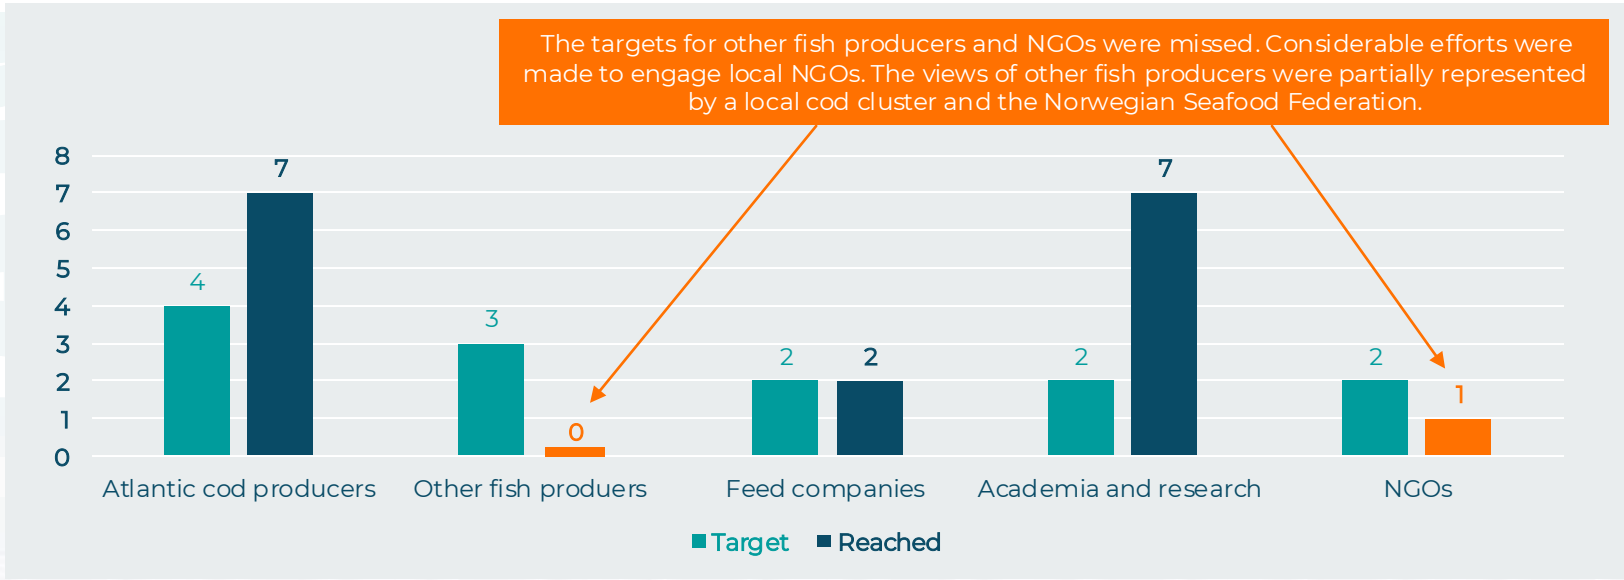 The targets for other fish producers and NGOs were missed. Considerable efforts were
made to engage local NGOs. The views of other fish producers were partially represented
by a local cod cluster and the Norwegian Seafood Federation.
8
7
6
5
4
3
2
1
0
4
7
3
0
2
2
2
7
2
1
Atlantic cod producers
Other fish produers
Feed companies
Academia and research
NGOs
Target
Reached